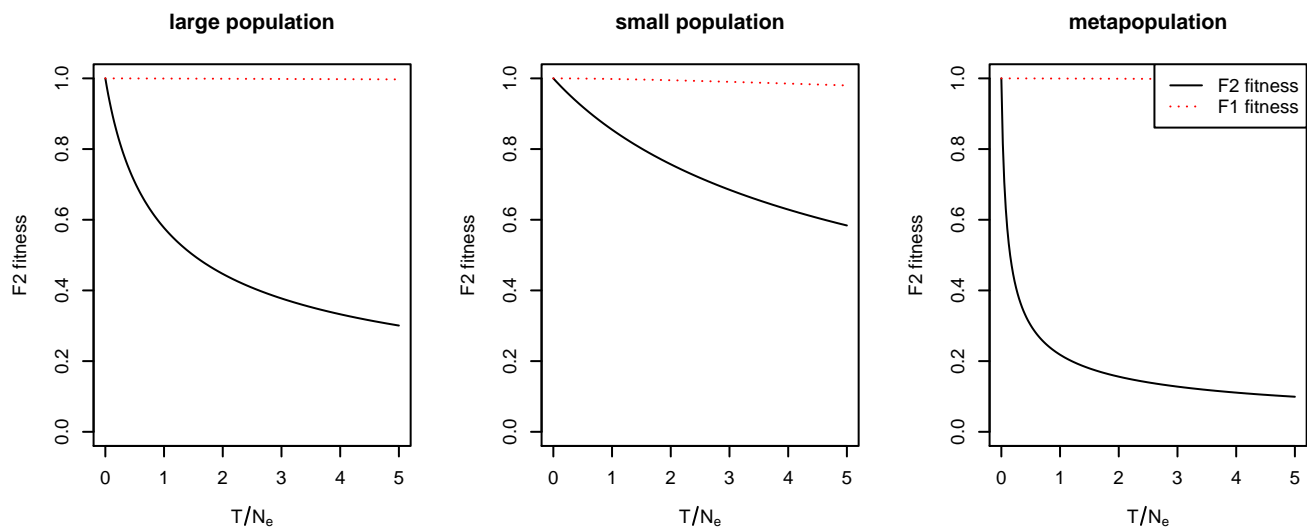 large population
F2 fitness
0.0 0.2 0.4 0.6 0.8 1.0
0 1 2 3 4 5
T/Ne
small population
F2 fitness
0.0 0.2 0.4 0.6 0.8 1.0
0 1 2 3 4 5
T/Ne
metapopulation
F2 fitness
0.0 0.2 0.4 0.6 0.8 1.0
F2 fitness
F1 fitness
0 1 2 3 4 5
T/Ne